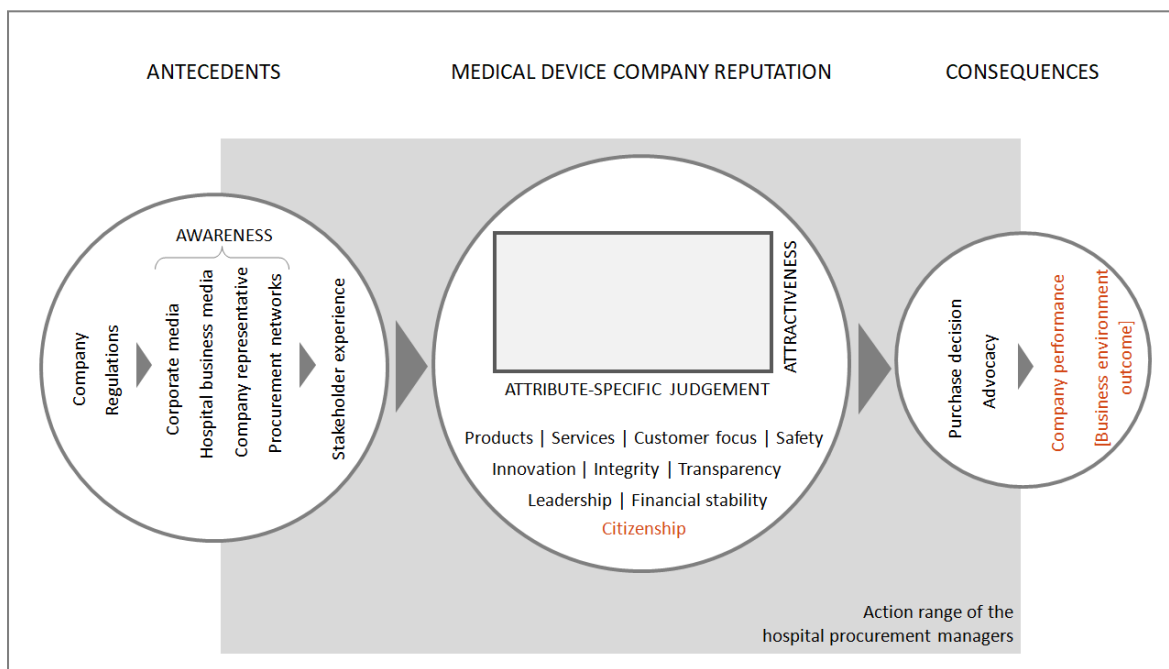 ANTECEDENTS
MEDICAL DEVICE COMPANY REPUTATION
CONSEQUENCES
AWARENESS
Company
Regulations
Corporate media
Hospital business media
Company representative
Procurement networks
Stakeholder experience
ATTRACTIVENESS
ATTRIBUTE-SPECIFIC JUDGEMENT
Products | Services | Customer focus | Safety
Innovation | Integrity | Transparency
Leadership | Financial stability
Citizenship
Purchase decision
Advocacy
Company performance
[Business environment
outcome]
Action range of the
hospital procurement managers